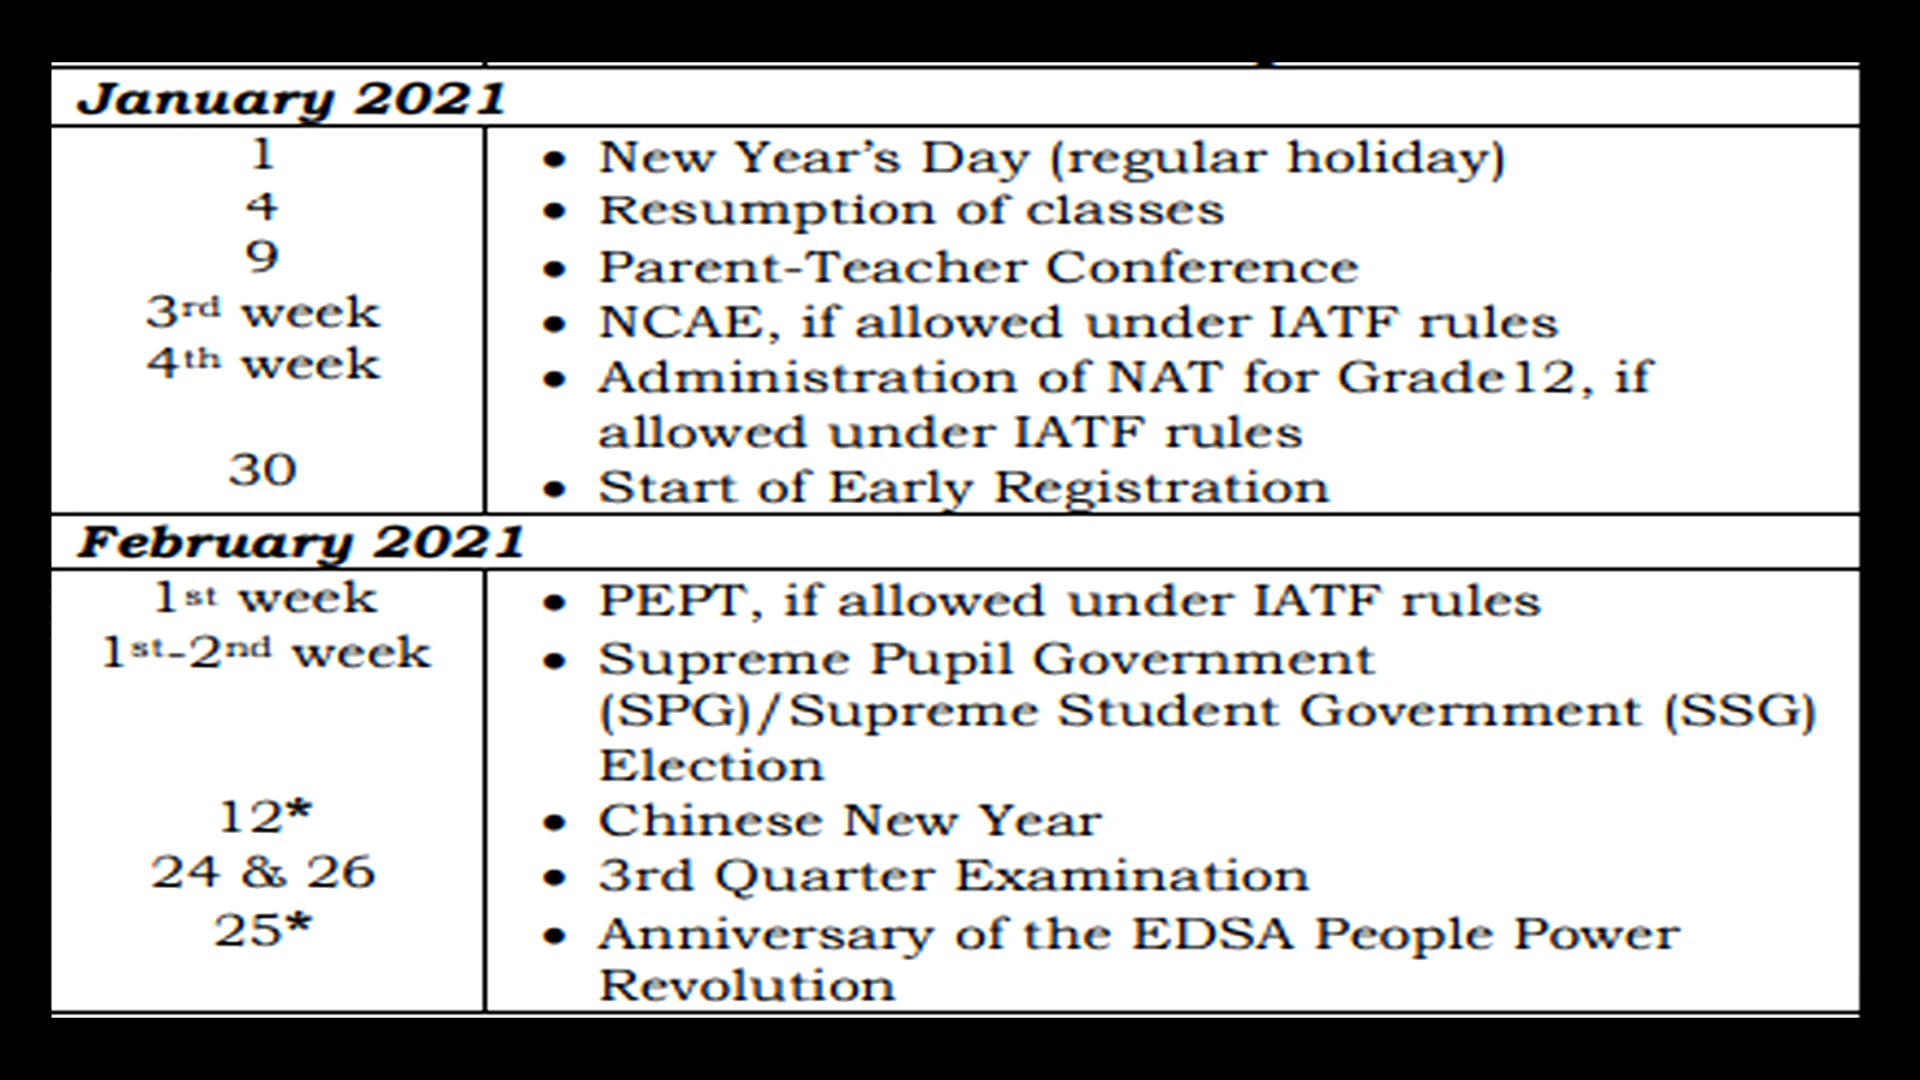 January 2021
1 • New Year’s Day (regular holiday)
4 • Resumption of classes
9 • Parent-Teacher Conference
3rd week • NCAE, if allowed under IATF rules
4th week • Administration of NAT for Grade12, if
allowed under IATF rules
30 • Start of Early Registration
February 2021
1st week • PEPT, if allowed under IATF rules
1st-2nd week • Supreme Pupil Government
(SPG)/Supreme Student Government (SSG)
Election
12* • Chinese New Year
24 & 26 • 3rd Quarter Examination
25* • Anniversary of the EDSA People Power
Revolution